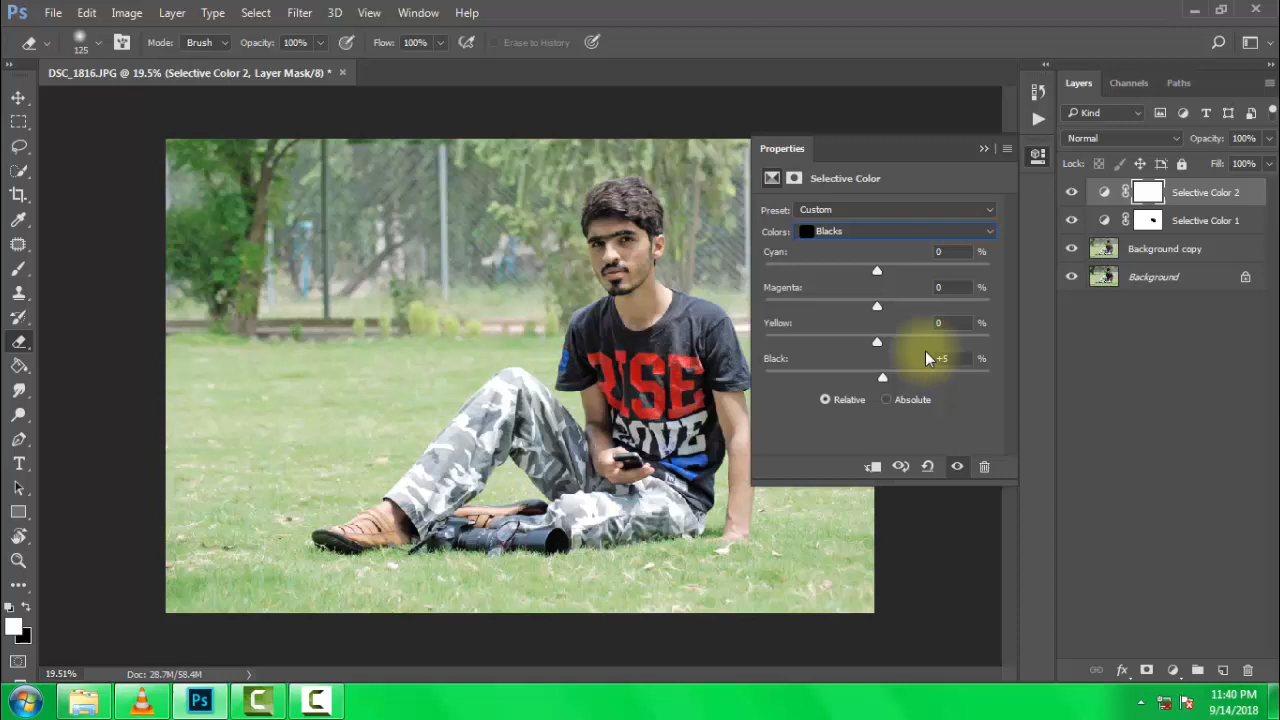 Ps File Edit Image Layer Type Select Filter 3D View Window Help
125 Mode: Brush Opacity: 100% Flow: 100% Erase to History
DSC_1816.JPG @ 19.5% (Selective Color 2, Layer Mask/8) * ×
Layers Channels Paths
Kind
Normal Opacity: 100%
Lock: Fill: 100%
Selective Color 2
Selective Color 1
Background copy
Background
Properties
Selective Color
Preset: Custom
Colors: Blacks
Cyan: 0 %
Magenta: 0 %
Yellow: 0 %
Black: +5 %
Relative Absolute
RISE
ABOVE
19.51% Doc: 28.7M/58.4M
Ps C C
11:40 PM
9/14/2018